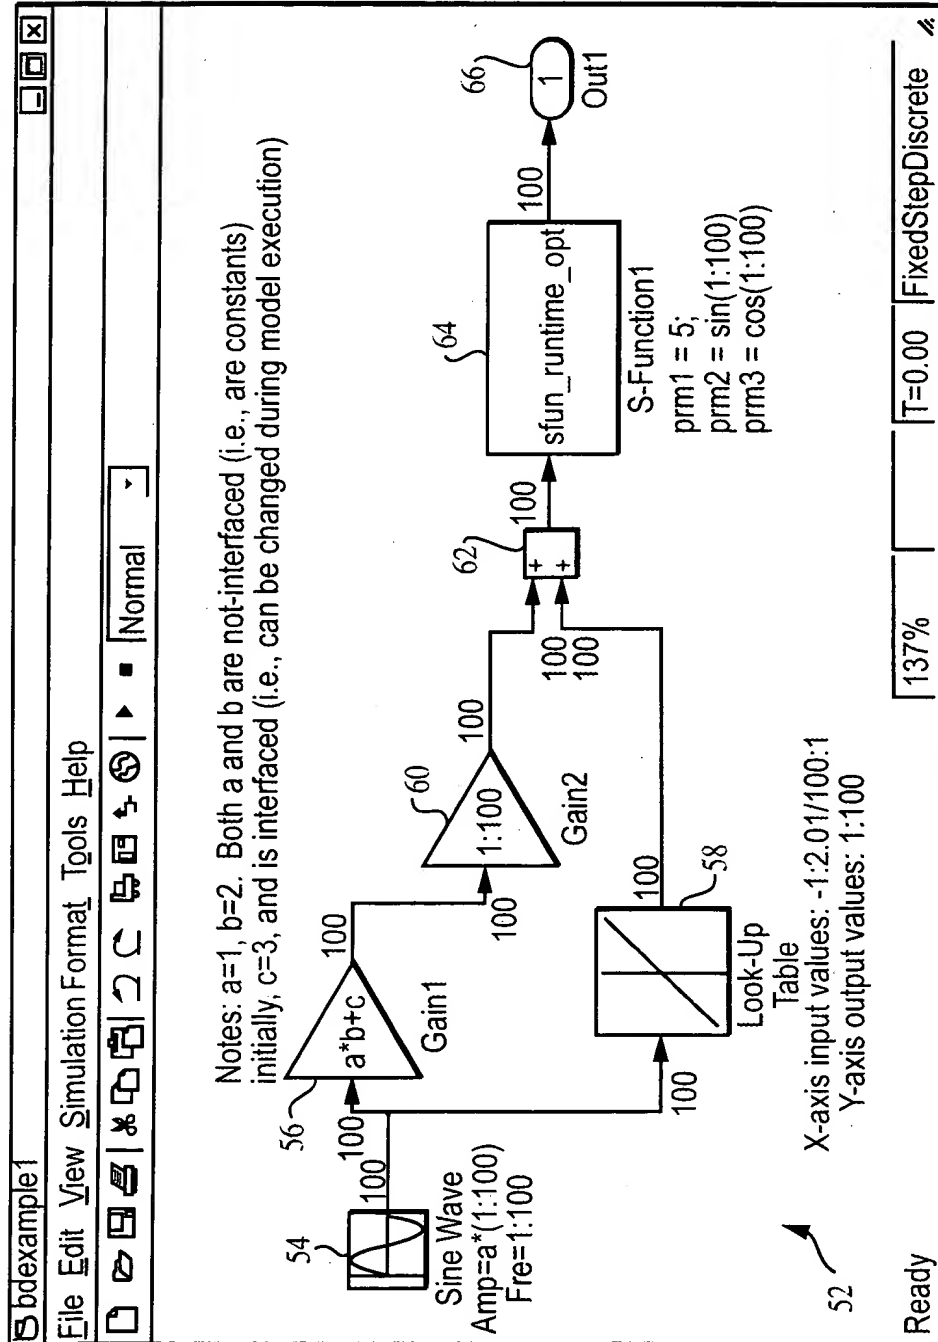 bdexample1
File Edit View Simulation Format Tools Help
Normal
Notes: a=1, b=2. Both a and b are not-interfaced (i.e., are constants)
initially, c=3, and is interfaced (i.e., can be changed during model execution)
54
100
Sine Wave
Amp=a*(1:100)
Fre=1:100
56
100
a*b+c
100
Gain1
100
60
1:100
100
Gain2
100
58
100
Look-Up
Table
X-axis input values: -1:2.01/100:1
Y-axis output values: 1:100
100
100
62
+
+
100
64
sfun_runtime_opt
100
S-Function1
prm1 = 5;
prm2 = sin(1:100)
prm3 = cos(1:100)
66
1
Out1
52
Ready
137%
T=0.00
FixedStepDiscrete